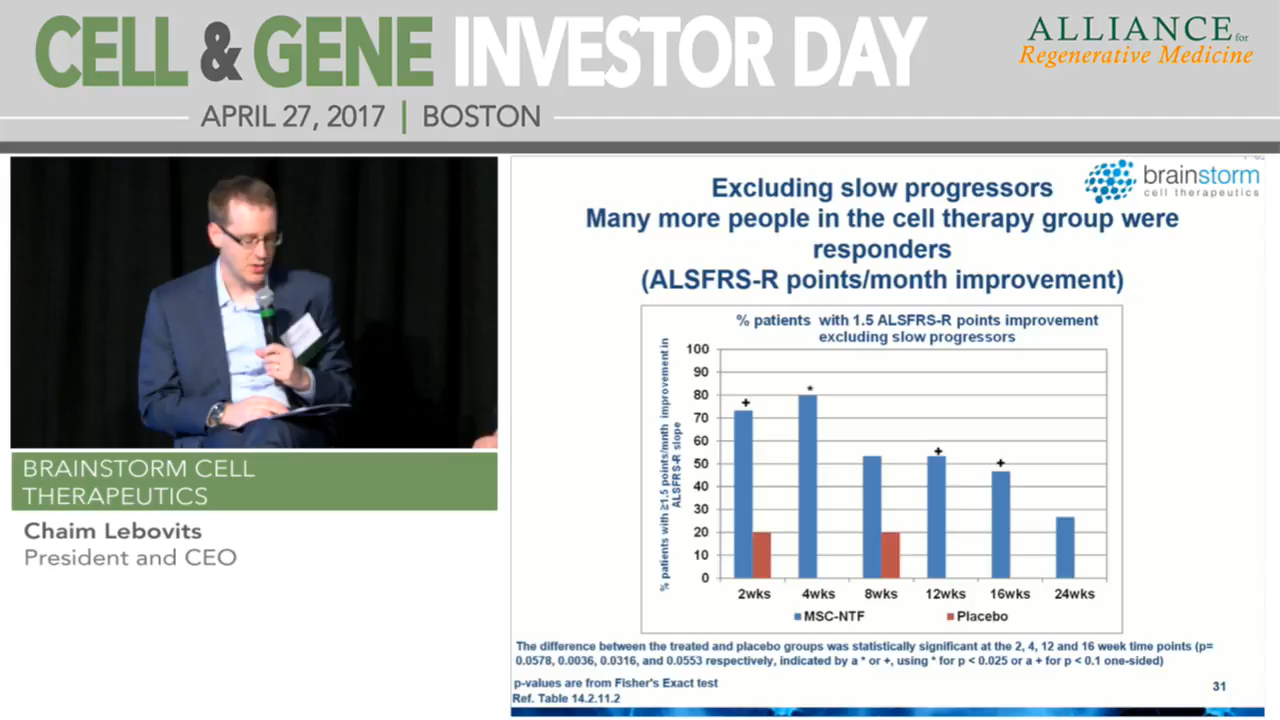 CELL & GENE INVESTOR DAY
APRIL 27, 2017 | BOSTON
ALLIANCE for
Regenerative Medicine
BRAINSTORM CELL
THERAPEUTICS
Chaim Lebovits
President and CEO
brainstorm
cell therapeutics
Excluding slow progressors
Many more people in the cell therapy group were
responders
(ALSFRS-R points/month improvement)
% patients with 1.5 ALSFRS-R points improvement
excluding slow progressors
% patients with ≥1.5 points/mnth improvement in
ALSFRS-R slope
100
90
80
70
60
50
40
30
20
10
0
+
*
+
+
2wks 4wks 8wks 12wks 16wks 24wks
MSC-NTF Placebo
The difference between the treated and placebo groups was statistically significant at the 2, 4, 12 and 16 week time points (p=
0.0578, 0.0036, 0.0316, and 0.0553 respectively, indicated by a * or +, using * for p < 0.025 or a + for p < 0.1 one-sided)
p-values are from Fisher's Exact test
Ref. Table 14.2.11.2
31